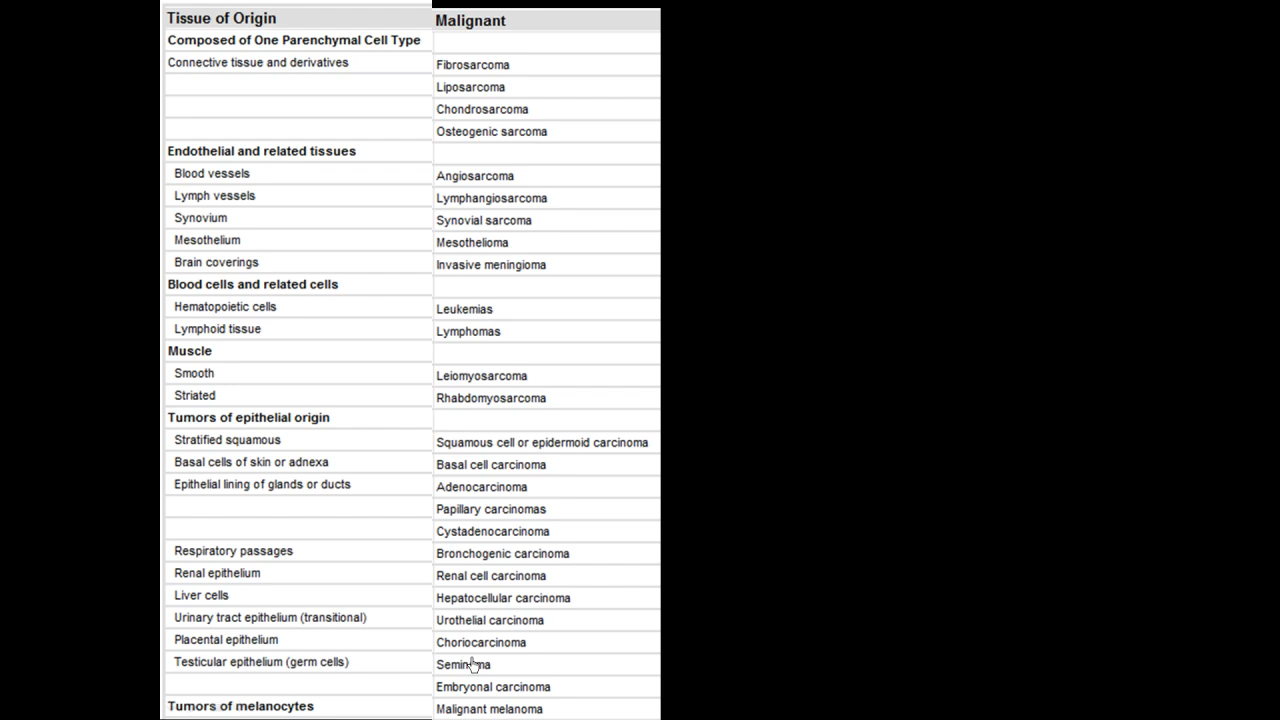 Tissue of Origin Malignant
Composed of One Parenchymal Cell Type
Connective tissue and derivatives Fibrosarcoma
Liposarcoma
Chondrosarcoma
Osteogenic sarcoma
Endothelial and related tissues
Blood vessels Angiosarcoma
Lymph vessels Lymphangiosarcoma
Synovium Synovial sarcoma
Mesothelium Mesothelioma
Brain coverings Invasive meningioma
Blood cells and related cells
Hematopoietic cells Leukemias
Lymphoid tissue Lymphomas
Muscle
Smooth Leiomyosarcoma
Striated Rhabdomyosarcoma
Tumors of epithelial origin
Stratified squamous Squamous cell or epidermoid carcinoma
Basal cells of skin or adnexa Basal cell carcinoma
Epithelial lining of glands or ducts Adenocarcinoma
Papillary carcinomas
Cystadenocarcinoma
Respiratory passages Bronchogenic carcinoma
Renal epithelium Renal cell carcinoma
Liver cells Hepatocellular carcinoma
Urinary tract epithelium (transitional) Urothelial carcinoma
Placental epithelium Choriocarcinoma
Testicular epithelium (germ cells) Seminoma
Embryonal carcinoma
Tumors of melanocytes Malignant melanoma